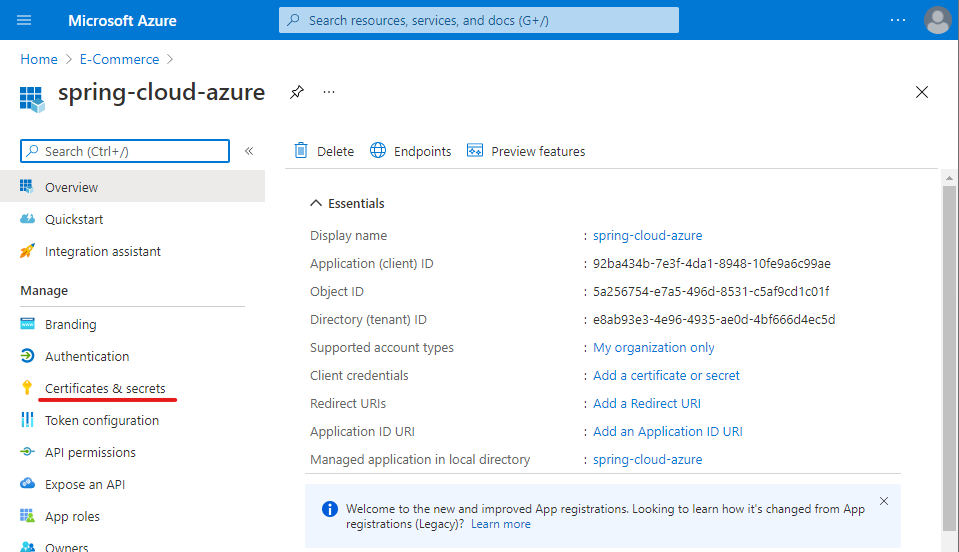 Microsoft Azure
Search resources, services, and docs (G+/)
Home > E-Commerce >
spring-cloud-azure
Search (Ctrl+/)
Overview
Quickstart
Integration assistant
Manage
Branding
Authentication
Certificates & secrets
Token configuration
API permissions
Expose an API
App roles
Owners
Delete Endpoints Preview features
Essentials
Display name : spring-cloud-azure
Application (client) ID : 92ba434b-7e3f-4da1-8948-10fe9a6c99ae
Object ID : 5a256754-e7a5-496d-8531-c5af9cd1c01f
Directory (tenant) ID : e8ab93e3-4e96-4935-ae0d-4bf666d4ec5d
Supported account types : My organization only
Client credentials : Add a certificate or secret
Redirect URIs : Add a Redirect URI
Application ID URI : Add an Application ID URI
Managed application in local directory : spring-cloud-azure
Welcome to the new and improved App registrations. Looking to learn how it's changed from App
registrations (Legacy)? Learn more